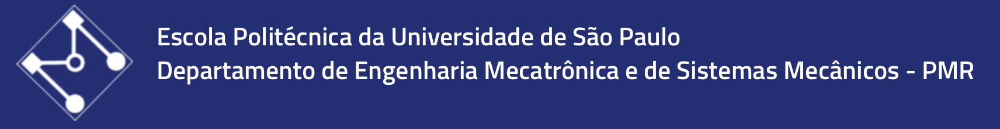 Escola Politécnica da Universidade de São Paulo
Departamento de Engenharia Mecatrônica e de Sistemas Mecânicos - PMR